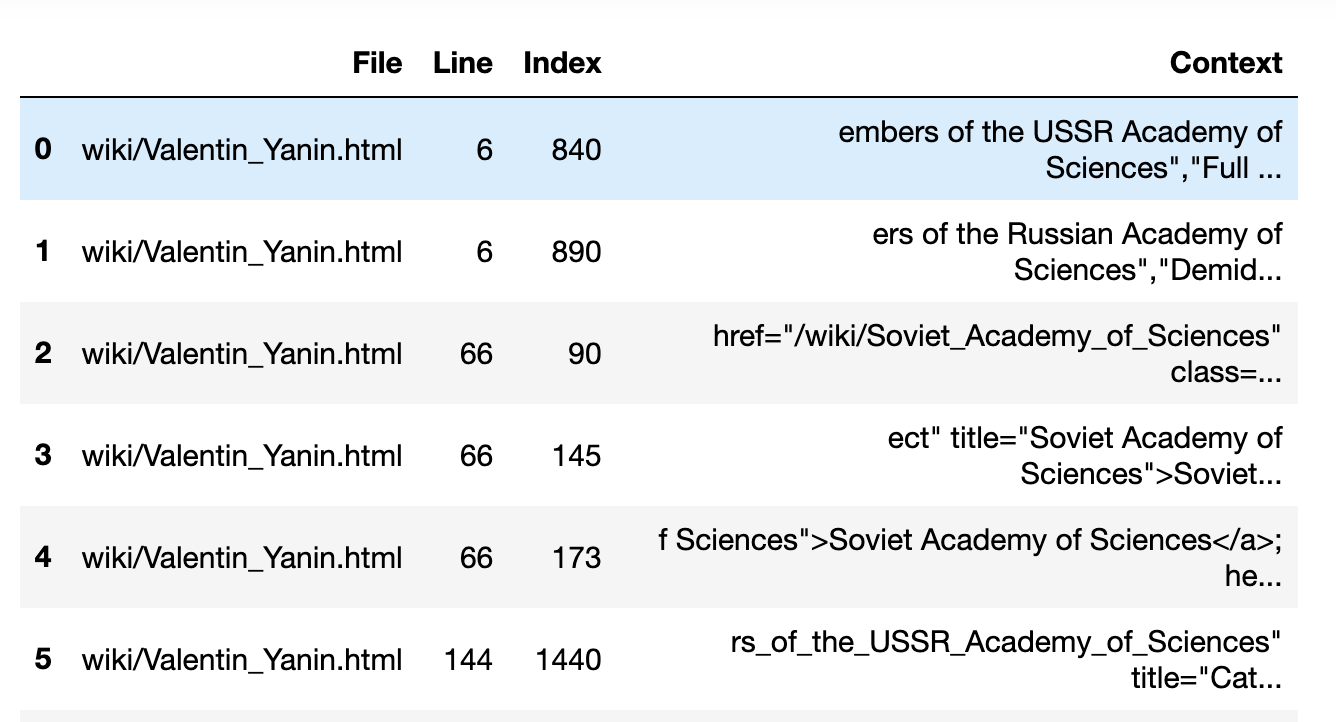 File Line Index Context
0 wiki/Valentin_Yanin.html 6 840 embers of the USSR Academy of
Sciences","Full ...
1 wiki/Valentin_Yanin.html 6 890 ers of the Russian Academy of
Sciences","Demid...
2 wiki/Valentin_Yanin.html 66 90 href="/wiki/Soviet_Academy_of_Sciences"
class=...
3 wiki/Valentin_Yanin.html 66 145 ect" title="Soviet Academy of
Sciences">Soviet...
4 wiki/Valentin_Yanin.html 66 173 f Sciences">Soviet Academy of Sciences</a>;
he...
5 wiki/Valentin_Yanin.html 144 1440 rs_of_the_USSR_Academy_of_Sciences"
title="Cat...